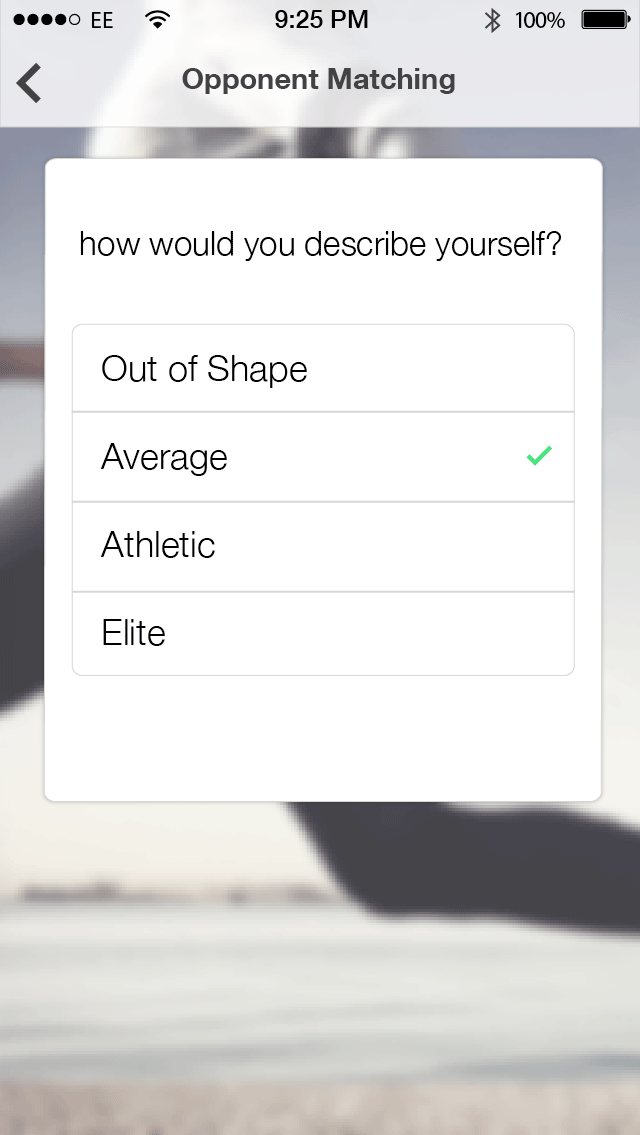 EE 9:25 PM 100%
Opponent Matching
how would you describe yourself?
Out of Shape
Average
Athletic
Elite